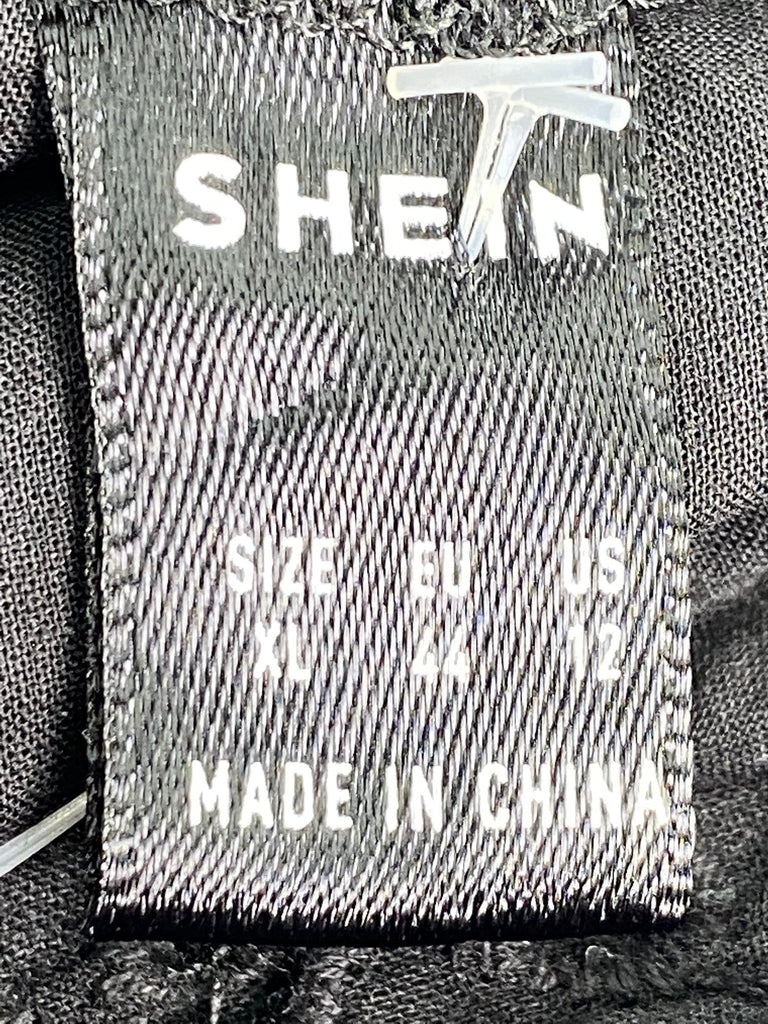 SHEIN
SIZE EU US
XL 44 12
MADE IN CHINA